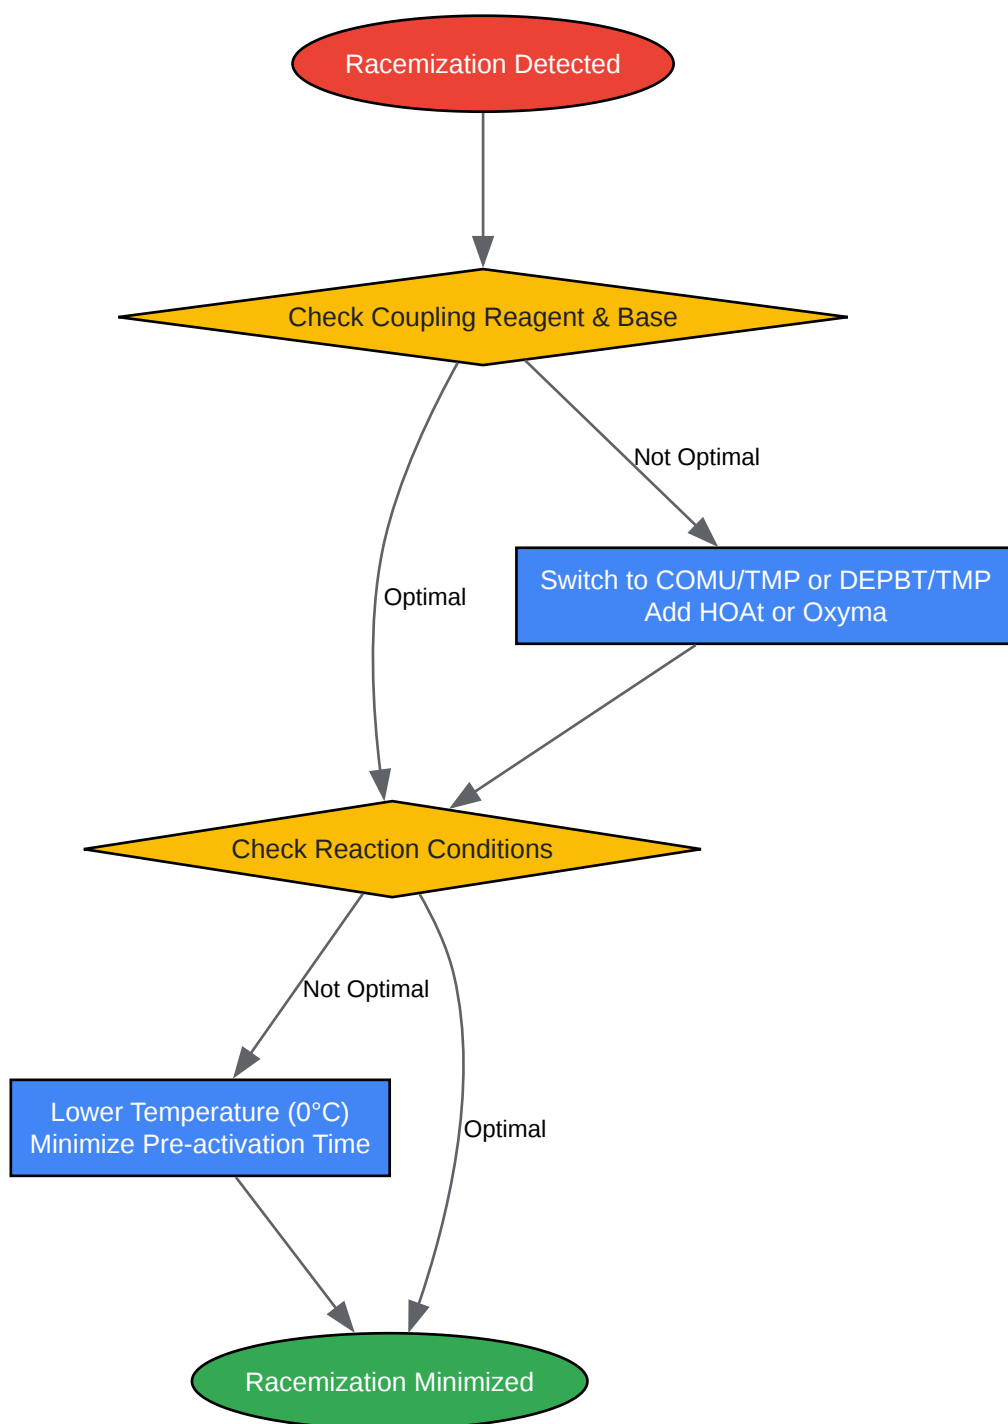 Racemization Detected
Check Coupling Reagent & Base
Not Optimal
Switch to COMU/TMP or DEPBT/TMP
Add HOAt or Oxyma
Optimal
Check Reaction Conditions
Not Optimal
Lower Temperature (0°C)
Minimize Pre-activation Time
Optimal
Racemization Minimized